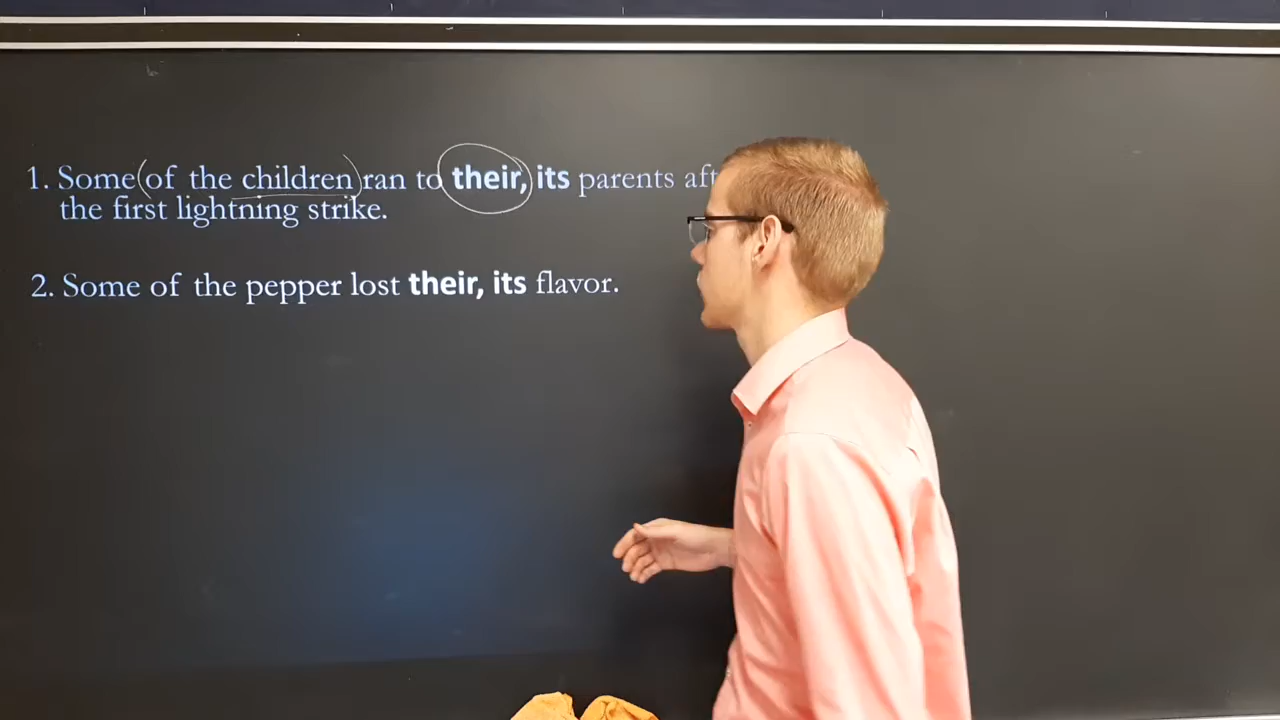 1. Some of the children ran to their, its parents
the first lightning strike.
2. Some of the pepper lost their, its flavor.